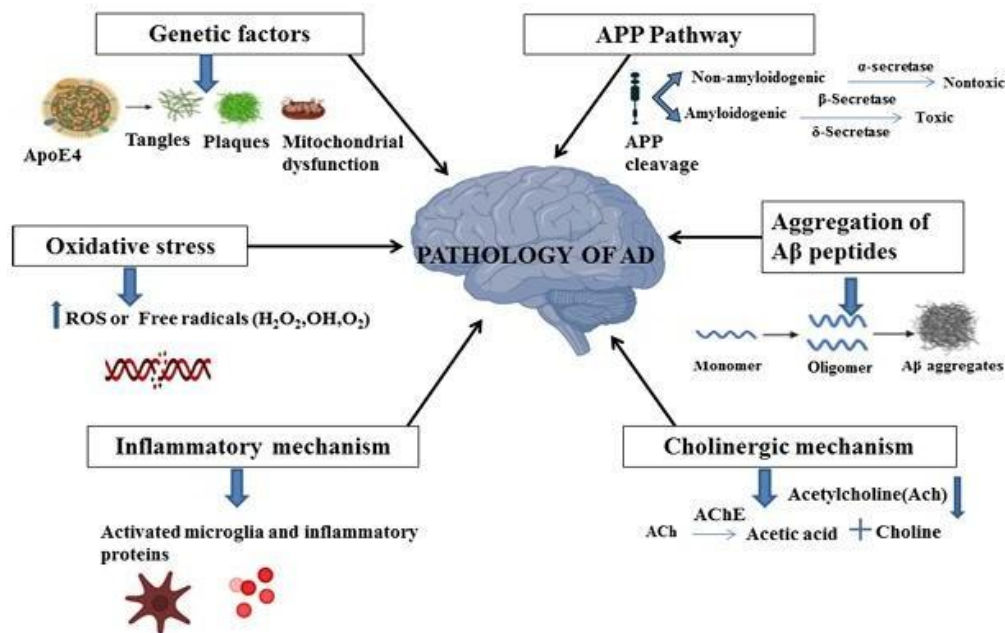 Genetic factors
ApoE4
Tangles
Plaques
Mitochondrial
dysfunction
APP Pathway
APP
cleavage
Non-amyloidogenic
α-secretase
Nontoxic
Amyloidogenic
β-Secretase
δ-Secretase
Toxic
PATHOLOGY OF AD
Oxidative stress
ROS or Free radicals (H₂O₂,OH,O₂)
Aggregation of
Aβ peptides
Monomer
Oligomer
Aβ aggregates
Inflammatory mechanism
Activated microglia and inflammatory
proteins
Cholinergic mechanism
Acetylcholine(Ach)
ACh
AChE
Acetic acid + Choline